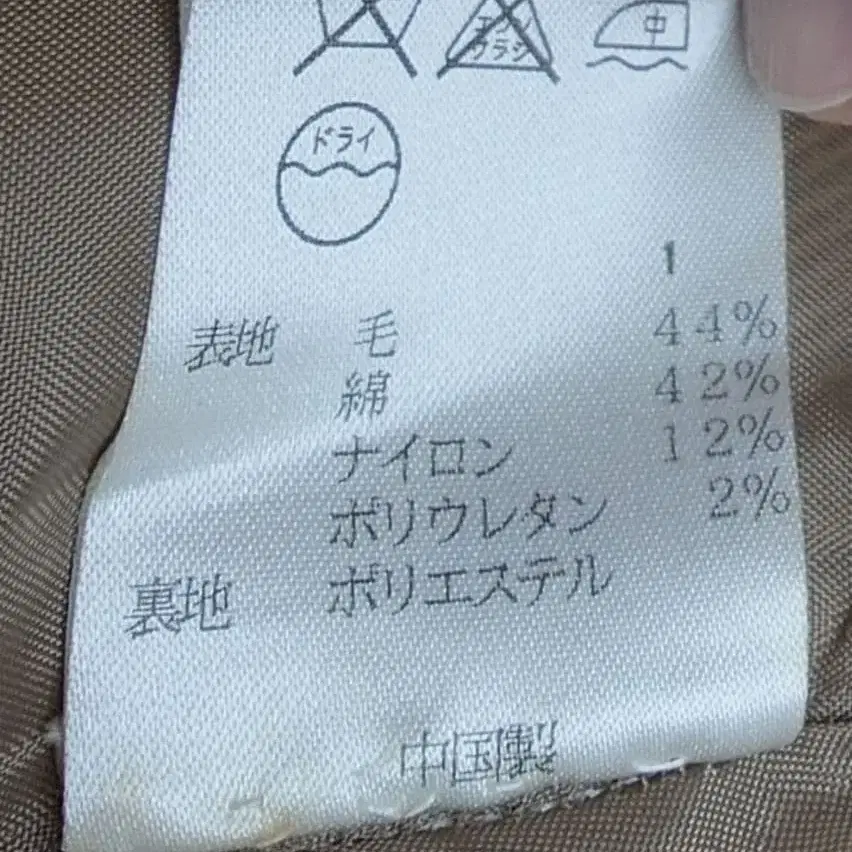 エンソ
サラシ
中
ドライ
1
表地 毛 44%
綿 42%
ナイロン 12%
ポリウレタン 2%
裏地 ポリエステル
中国製